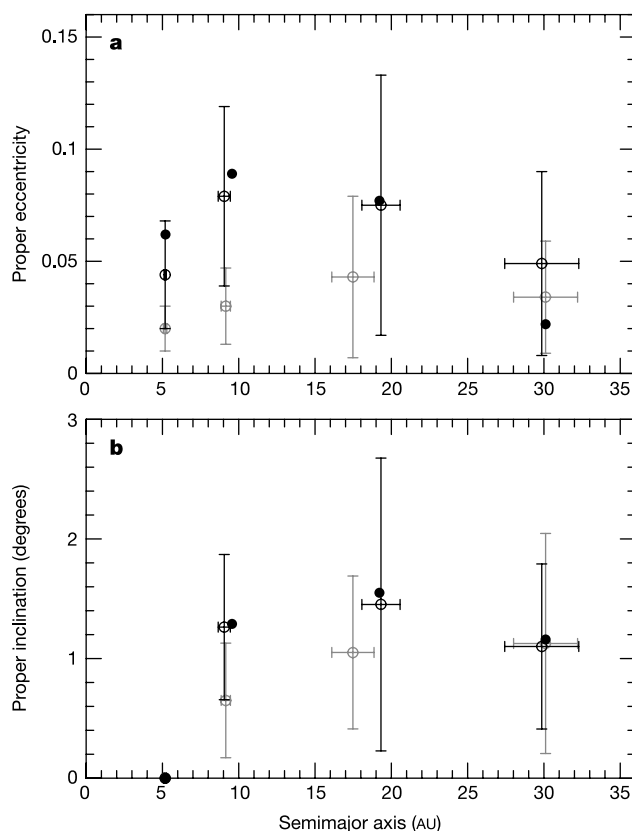 0.15
a
0.1
Proper eccentricity
0.05
0
0 5 10 15 20 25 30 35
3
b
2
Proper inclination (degrees)
1
0
0 5 10 15 20 25 30 35
Semimajor axis (AU)